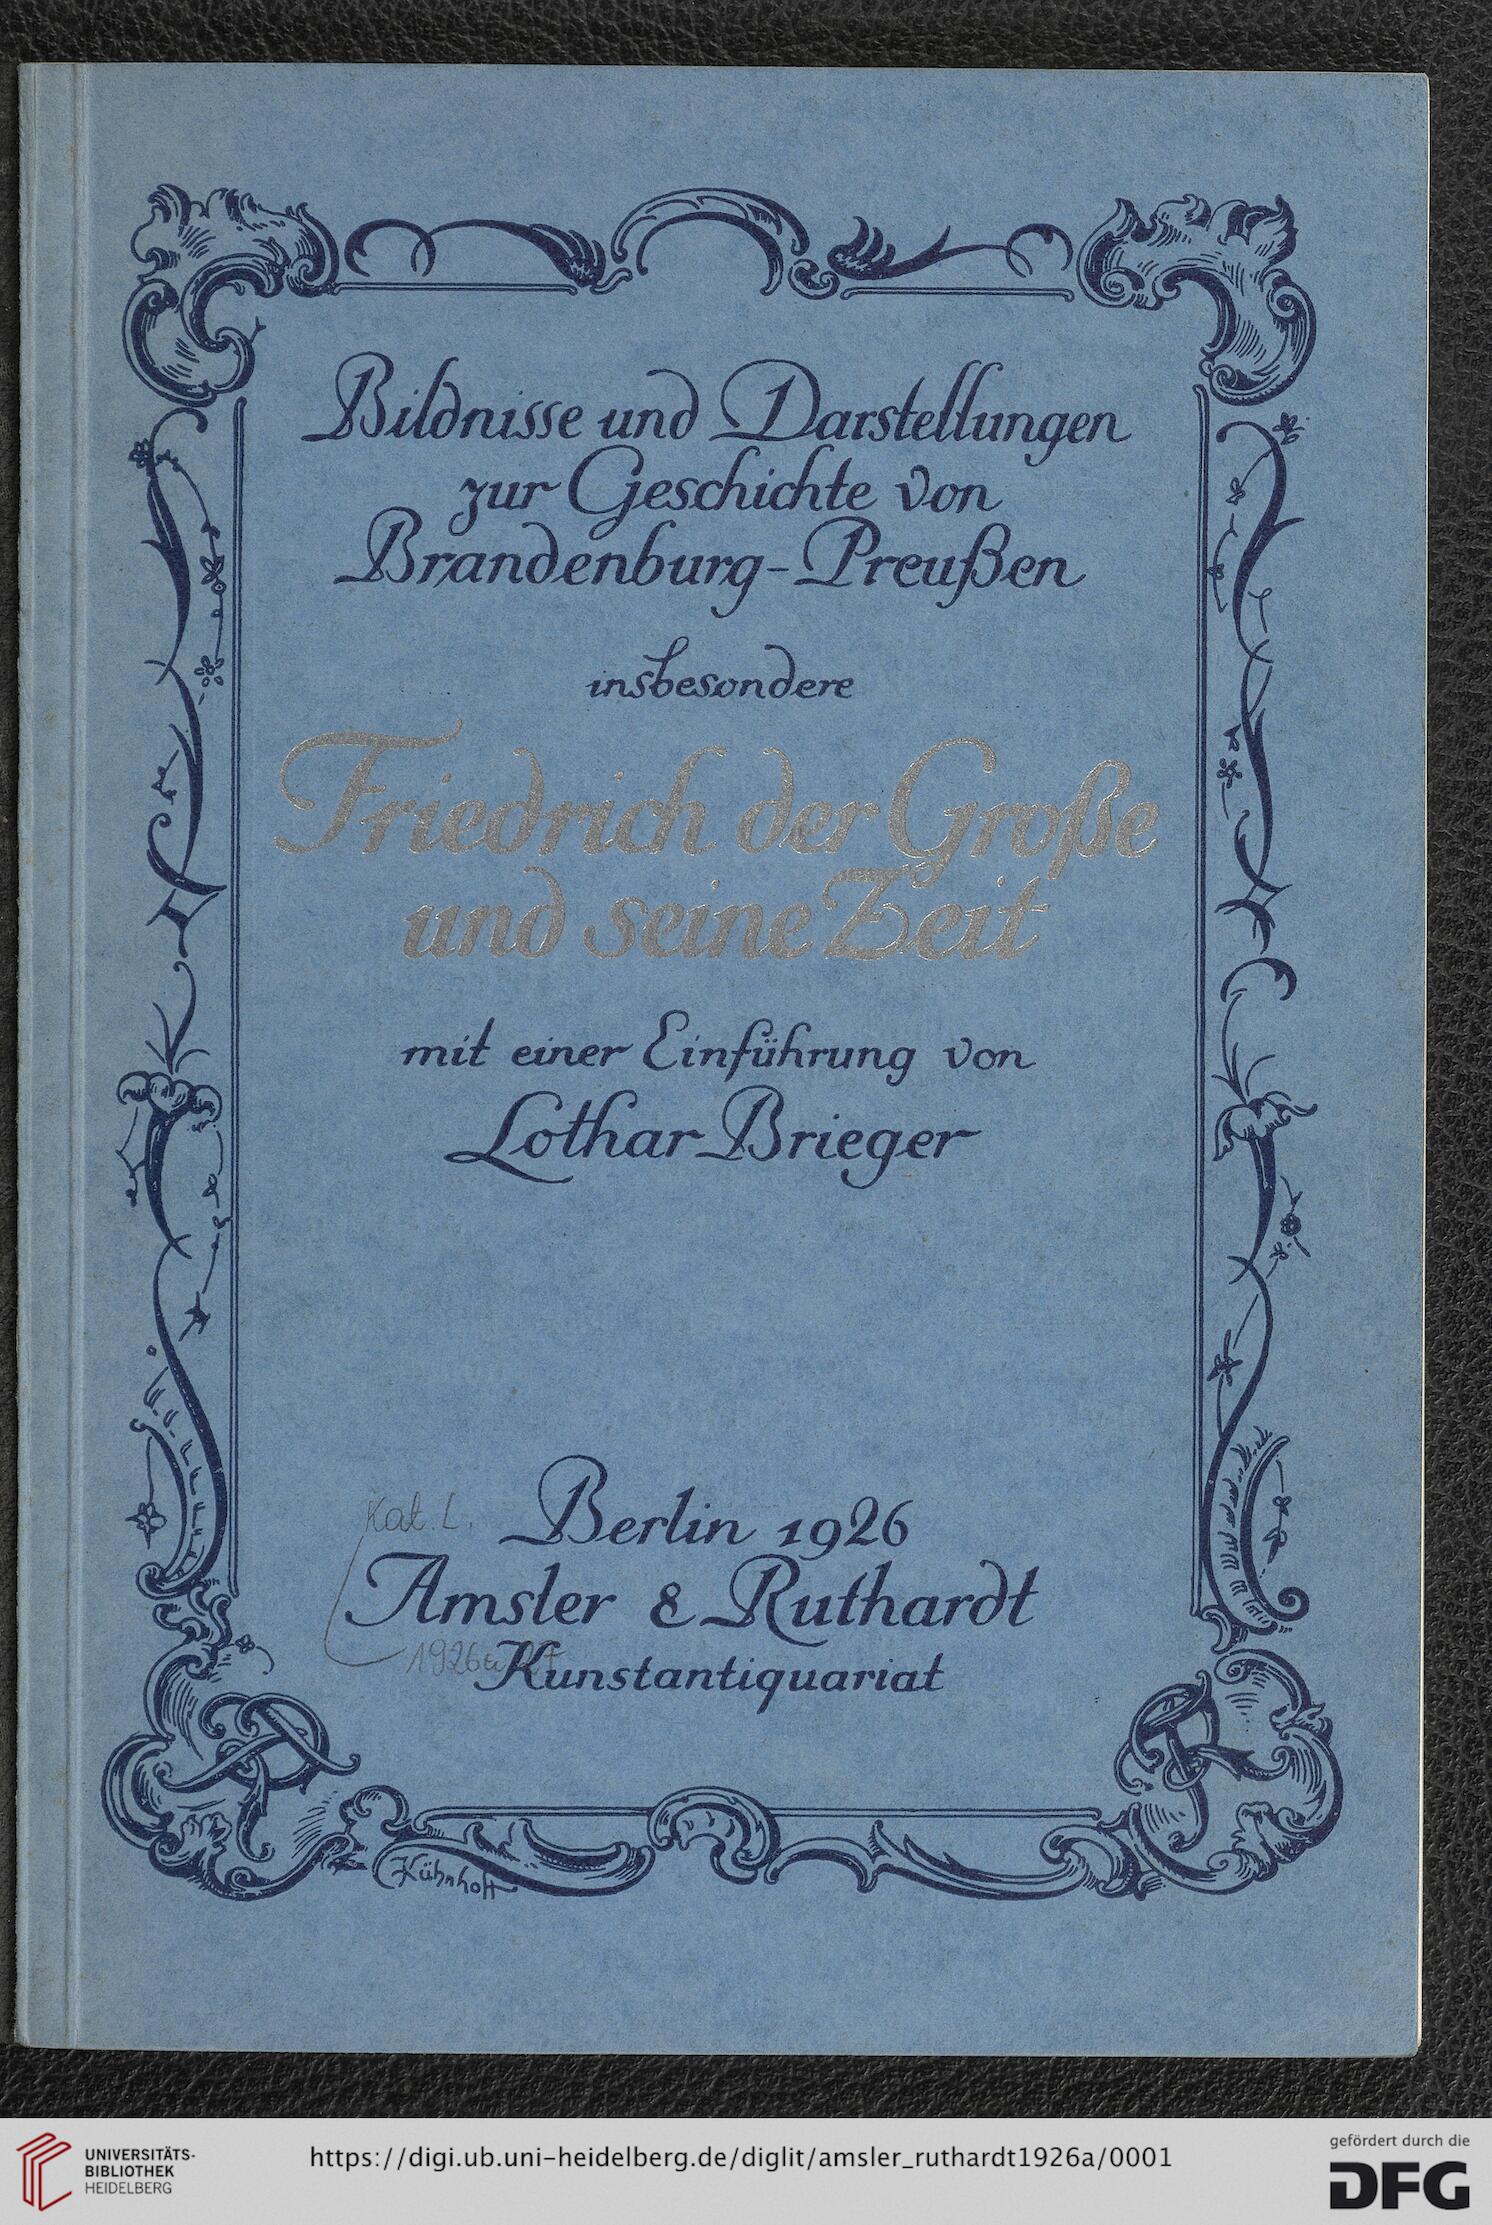 Bildnisse und Darstellungen
zur Geschichte von
Brandenburg-Preußen
insbesondere
Friedrich der Große
und seine Zeit
mit einer Einführung von
Lothar Brieger
Kat. L.
Berlin 1926
Amsler & Ruthardt
Kunstantiquariat
Kühnholt
UNIVERSITÄTS-
BIBLIOTHEK
HEIDELBERG
https://digi.ub.uni-heidelberg.de/diglit/amsler_ruthardt1926a/0001
gefördert durch die
DFG